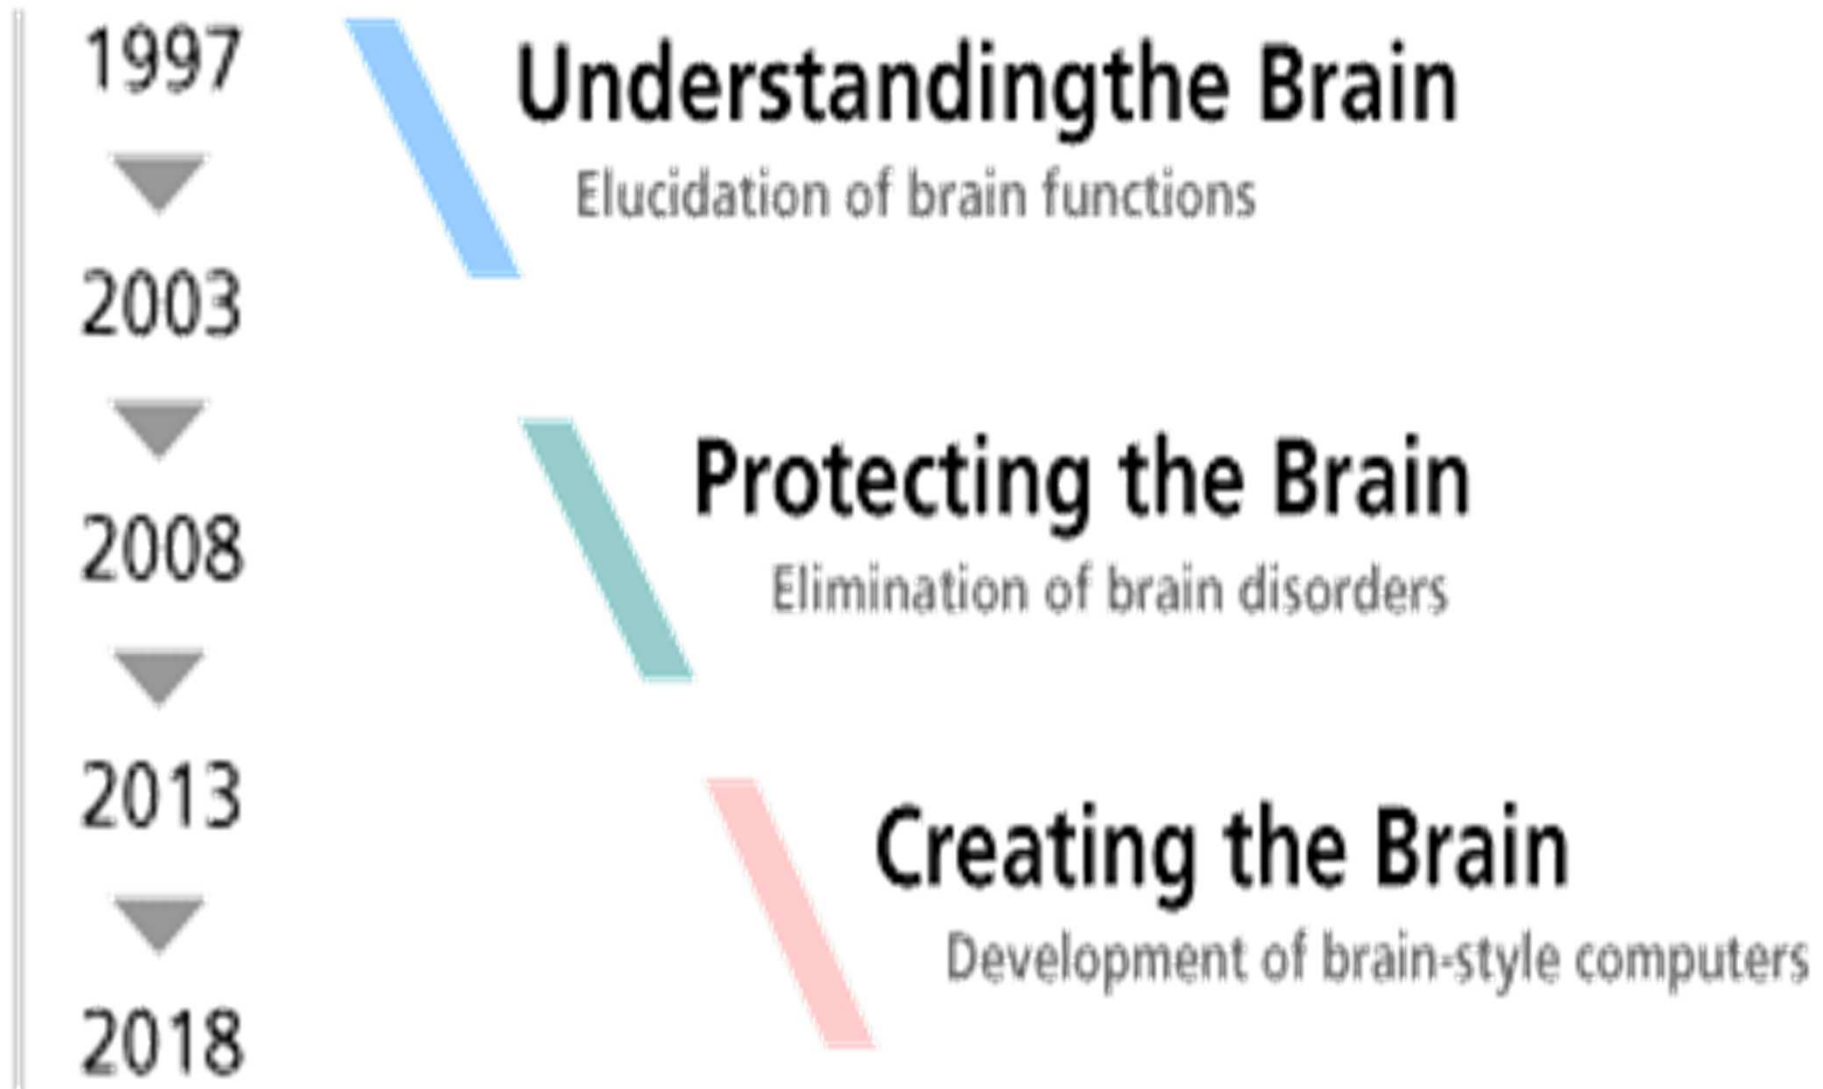 1997
Understandingthe Brain
Elucidation of brain functions
2003
Protecting the Brain
2008
Elimination of brain disorders
2013
Creating the Brain
Development of brain-style computers
2018